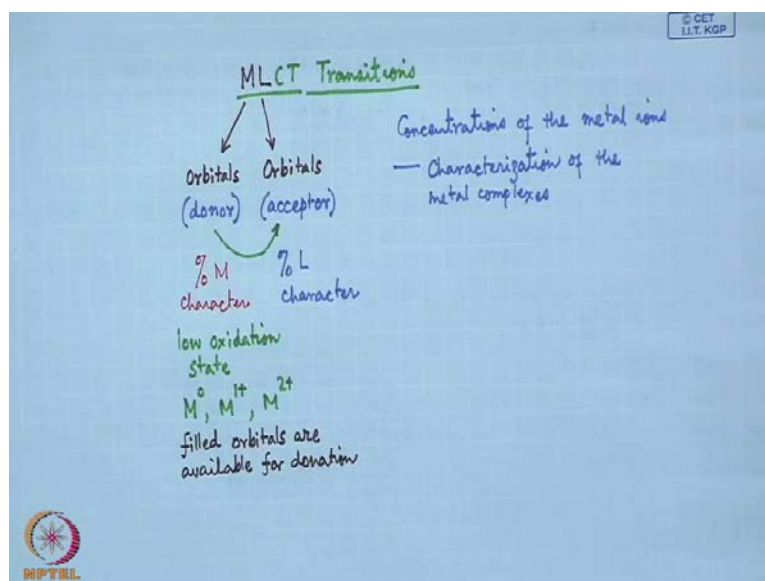 © CET
I.I.T. KGP
MLCT Transitions
Orbitals Orbitals
(donor) (acceptor)
% M % L
character character
low oxidation
state
M⁰, M¹⁺, M²⁺
filled orbitals are
available for donation
Concentrations of the metal ions
— Characterization of the
metal complexes
NPTEL